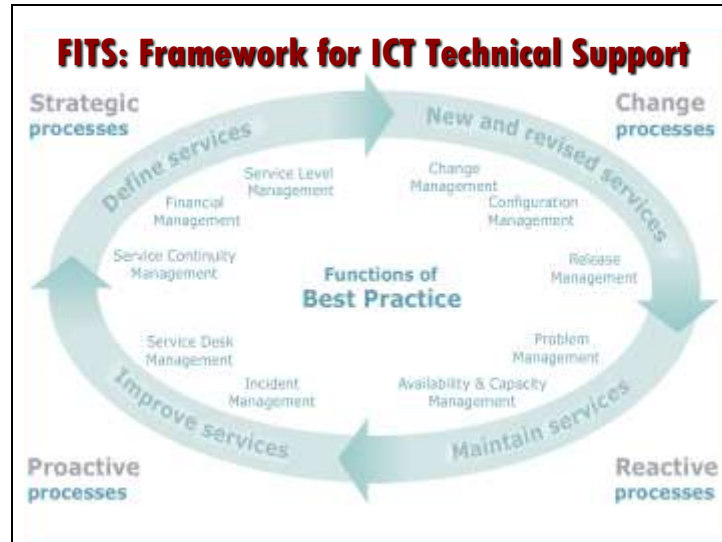 FITS: Framework for ICT Technical Support
Strategic
processes
Change
processes
Define services
New and revised services
Service Level
Management
Change
Management
Financial
Management
Configuration
Management
Service Continuity
Management
Release
Management
Functions of
Best Practice
Service Desk
Management
Problem
Management
Incident
Management
Availability & Capacity
Management
Improve services
Maintain services
Proactive
processes
Reactive
processes